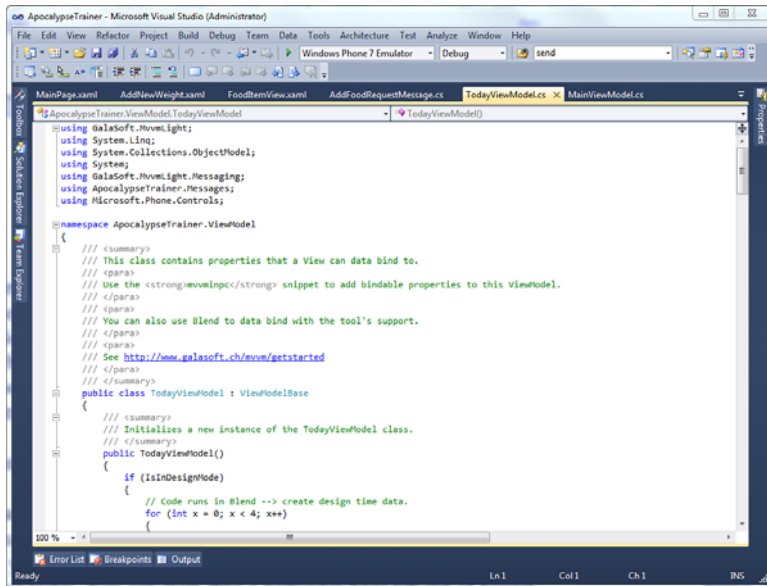 ApocalypseTrainer - Microsoft Visual Studio (Administrator)
File Edit View Refactor Project Build Debug Team Data Tools Architecture Test Analyze Window Help
Windows Phone 7 Emulator Debug send
MainPage.xaml AddNewWeight.xaml FoodItemView.xaml AddFoodRequestMessage.cs TodayViewModel.cs MainViewModel.cs
ApocalypseTrainer.ViewModel.TodayViewModel TodayViewModel()
Toolbox
Solution Explorer
Team Explorer
Properties
using GalaSoft.MvvmLight;
using System.Linq;
using System.Collections.ObjectModel;
using System;
using GalaSoft.MvvmLight.Messaging;
using ApocalypseTrainer.Messages;
using Microsoft.Phone.Controls;
namespace ApocalypseTrainer.ViewModel
{
/// <summary>
/// This class contains properties that a View can data bind to.
/// <para>
/// Use the <strong>mvvminpc</strong> snippet to add bindable properties to this ViewModel.
/// </para>
/// <para>
/// You can also use Blend to data bind with the tool's support.
/// </para>
/// <para>
/// See http://www.galasoft.ch/mvvm/getstarted
/// </para>
/// </summary>
public class TodayViewModel : ViewModelBase
{
/// <summary>
/// Initializes a new instance of the TodayViewModel class.
/// </summary>
public TodayViewModel()
{
if (IsInDesignMode)
{
// Code runs in Blend --> create design time data.
for (int x = 0; x < 4; x++)
{
100 %
Error List Breakpoints Output
Ready Ln 1 Col 1 Ch 1 INS